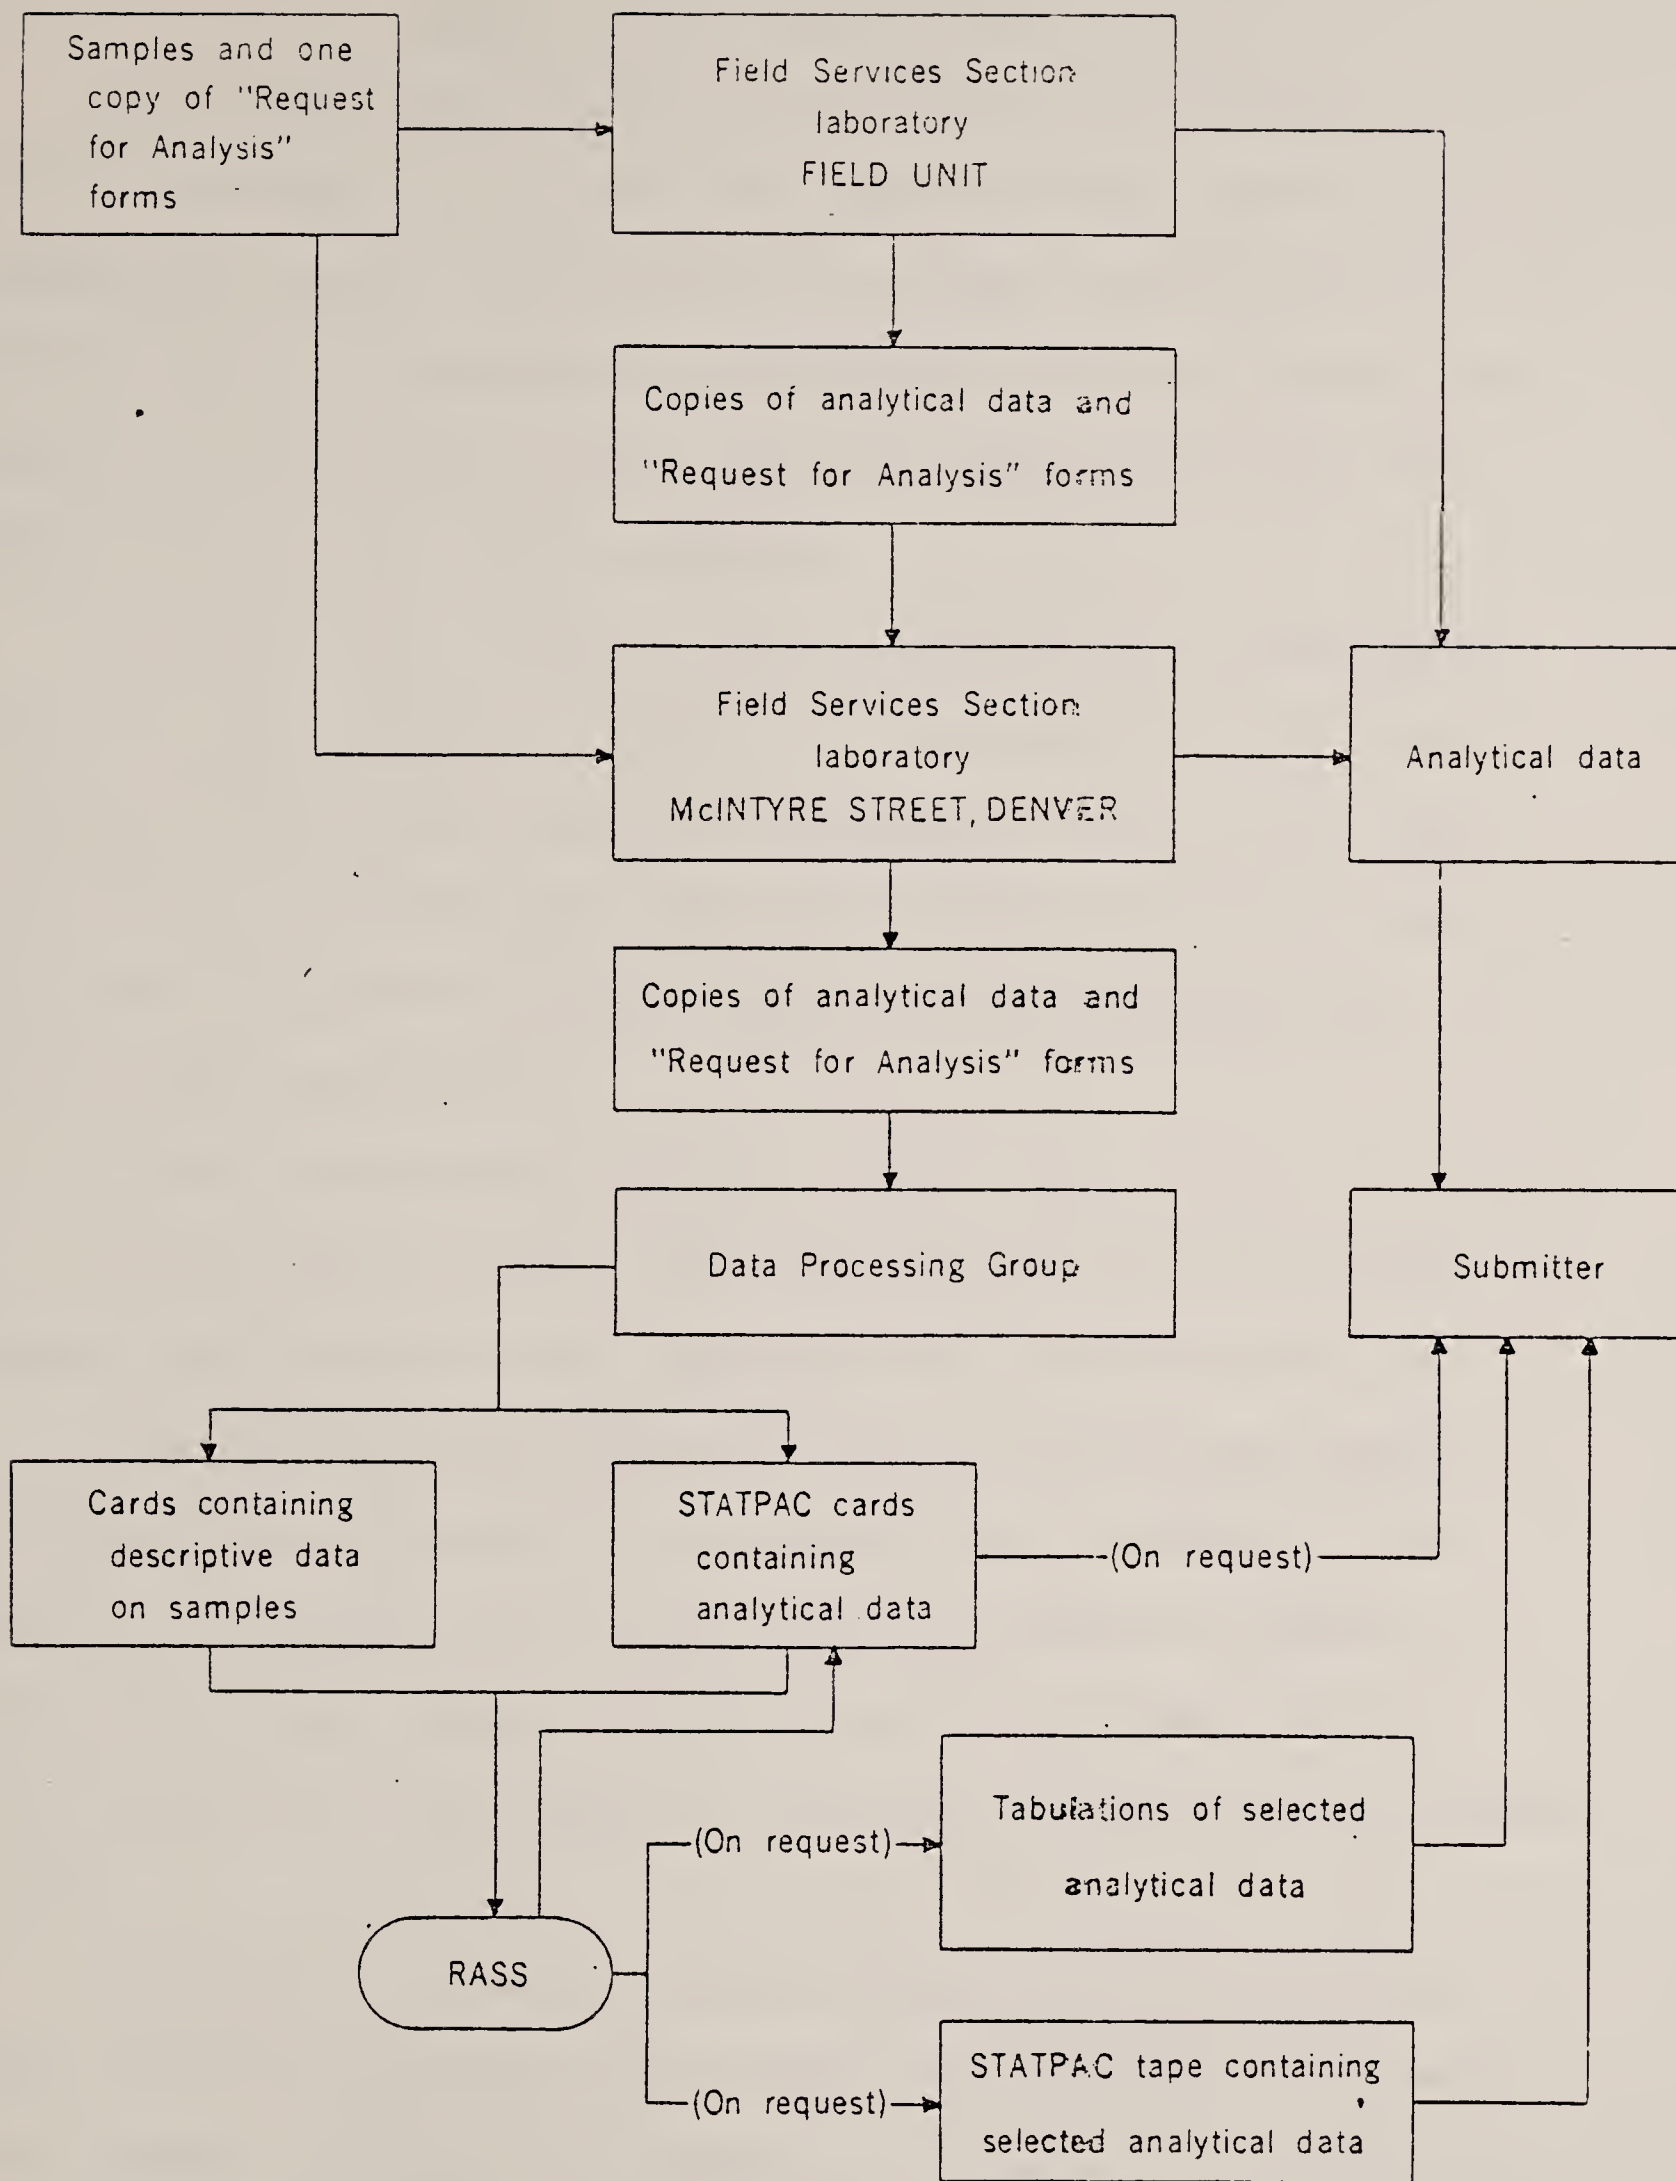 Samples and one
copy of "Request
for Analysis"
forms
Field Services Section
laboratory
FIELD UNIT
Copies of analytical data and
"Request for Analysis" forms
Field Services Section
laboratory
McINTYRE STREET, DENVER
Analytical data
Copies of analytical data and
"Request for Analysis" forms
Data Processing Group
Submitter
Cards containing
descriptive data
on samples
STATPAC cards
containing
analytical data
(On request)
Tabulations of selected
analytical data
(On request)
RASS
(On request)
STATPAC tape containing
selected analytical data